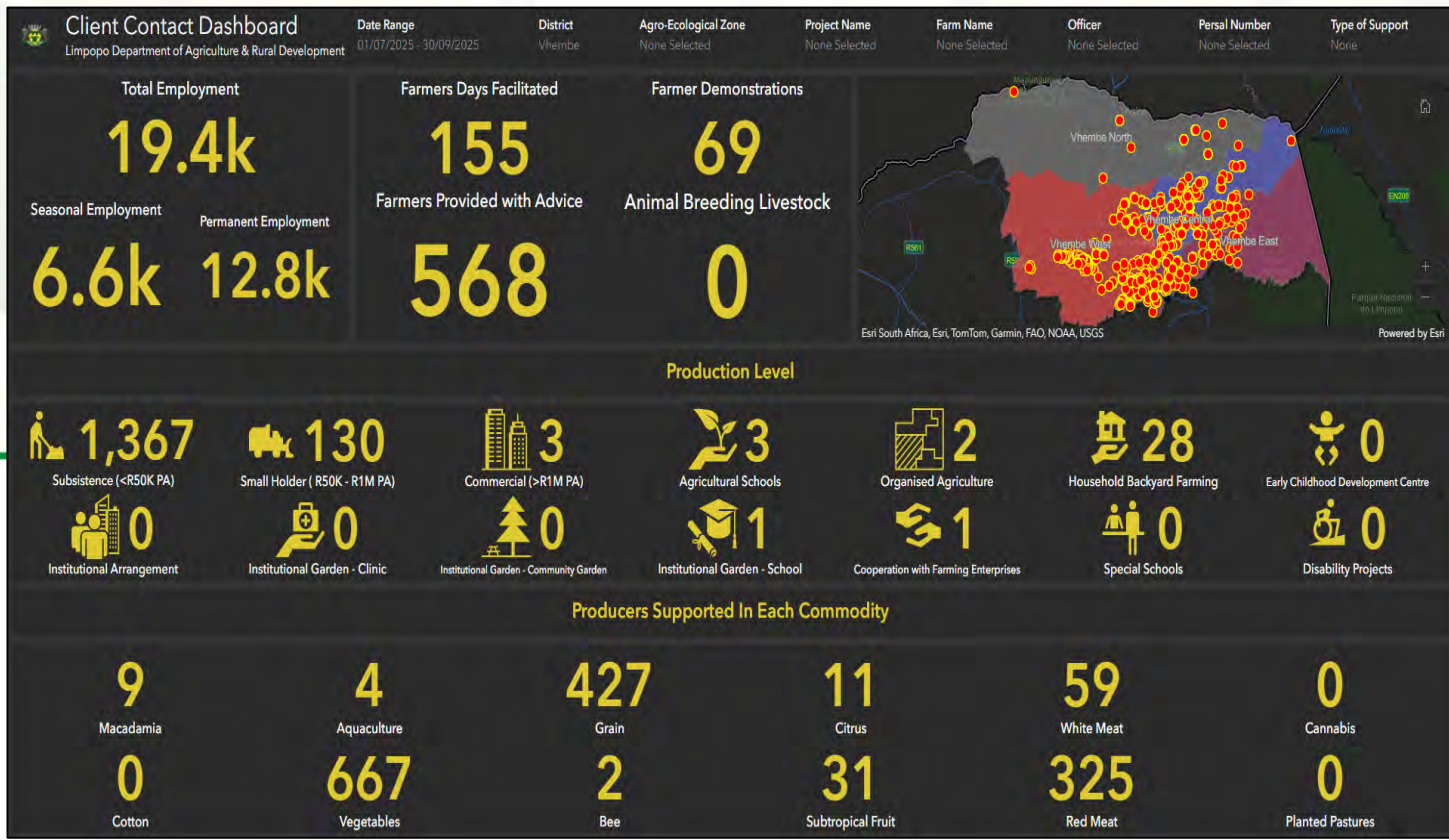 Client Contact Dashboard
Limpopo Department of Agriculture & Rural Development
Date Range
01/07/2025 - 30/09/2025
District
Vhembe
Agro-Ecological Zone
None Selected
Project Name
None Selected
Farm Name
None Selected
Officer
None Selected
Persal Number
None Selected
Type of Support
None
Total Employment
19.4k
Seasonal Employment
6.6k
Permanent Employment
12.8k
Farmers Days Facilitated
155
Farmers Provided with Advice
568
Farmer Demonstrations
69
Animal Breeding Livestock
0
Vhembe North
Vhembe Central
Vhembe West
Vhembe East
R561
EN208
Parque Nacional
do Limpopo
+
−
Esri South Africa, Esri, TomTom, Garmin, FAO, NOAA, USGS
Powered by Esri
Production Level
1,367
Subsistence (<R50K PA)
130
Small Holder ( R50K - R1M PA)
3
Commercial (>R1M PA)
3
Agricultural Schools
2
Organised Agriculture
28
Household Backyard Farming
0
Early Childhood Development Centre
0
Institutional Arrangement
0
Institutional Garden - Clinic
0
Institutional Garden - Community Garden
1
Institutional Garden - School
1
Cooperation with Farming Enterprises
0
Special Schools
0
Disability Projects
Producers Supported In Each Commodity
9
Macadamia
4
Aquaculture
427
Grain
11
Citrus
59
White Meat
0
Cannabis
0
Cotton
667
Vegetables
2
Bee
31
Subtropical Fruit
325
Red Meat
0
Planted Pastures